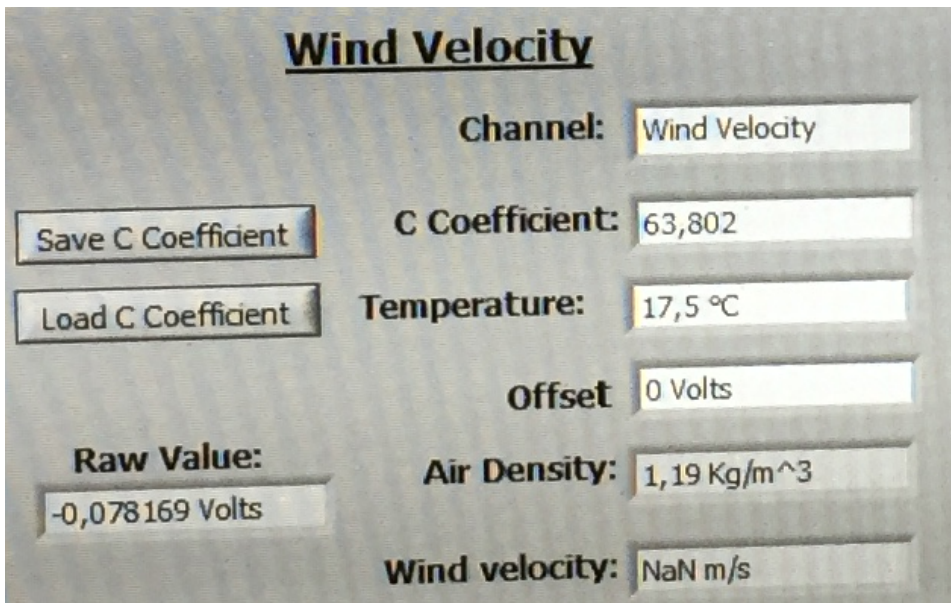 Wind Velocity
Channel: Wind Velocity
Save C Coefficient
C Coefficient: 63,802
Load C Coefficient
Temperature: 17,5 ºC
Offset 0 Volts
Raw Value:
-0,078169 Volts
Air Density: 1,19 Kg/m^3
Wind velocity: NaN m/s